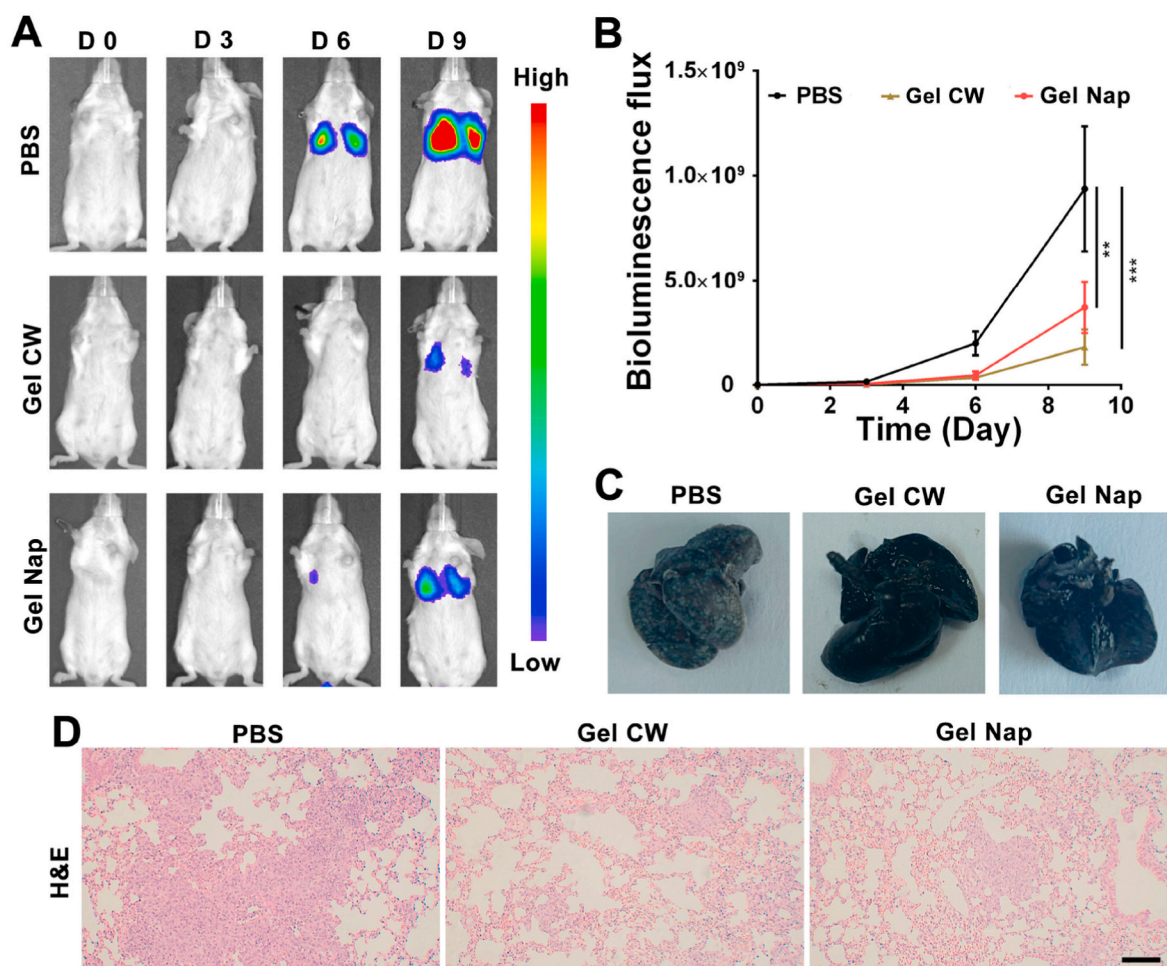 A
D 0 D 3 D 6 D 9
PBS
Gel CW
Gel Nap
High
Low
B
Bioluminescence flux
1.5×10⁹
1.0×10⁹
5.0×10⁹
0
PBS Gel CW Gel Nap
**
***
0 2 4 6 8 10
Time (Day)
C
PBS Gel CW Gel Nap
D
PBS Gel CW Gel Nap
H&E